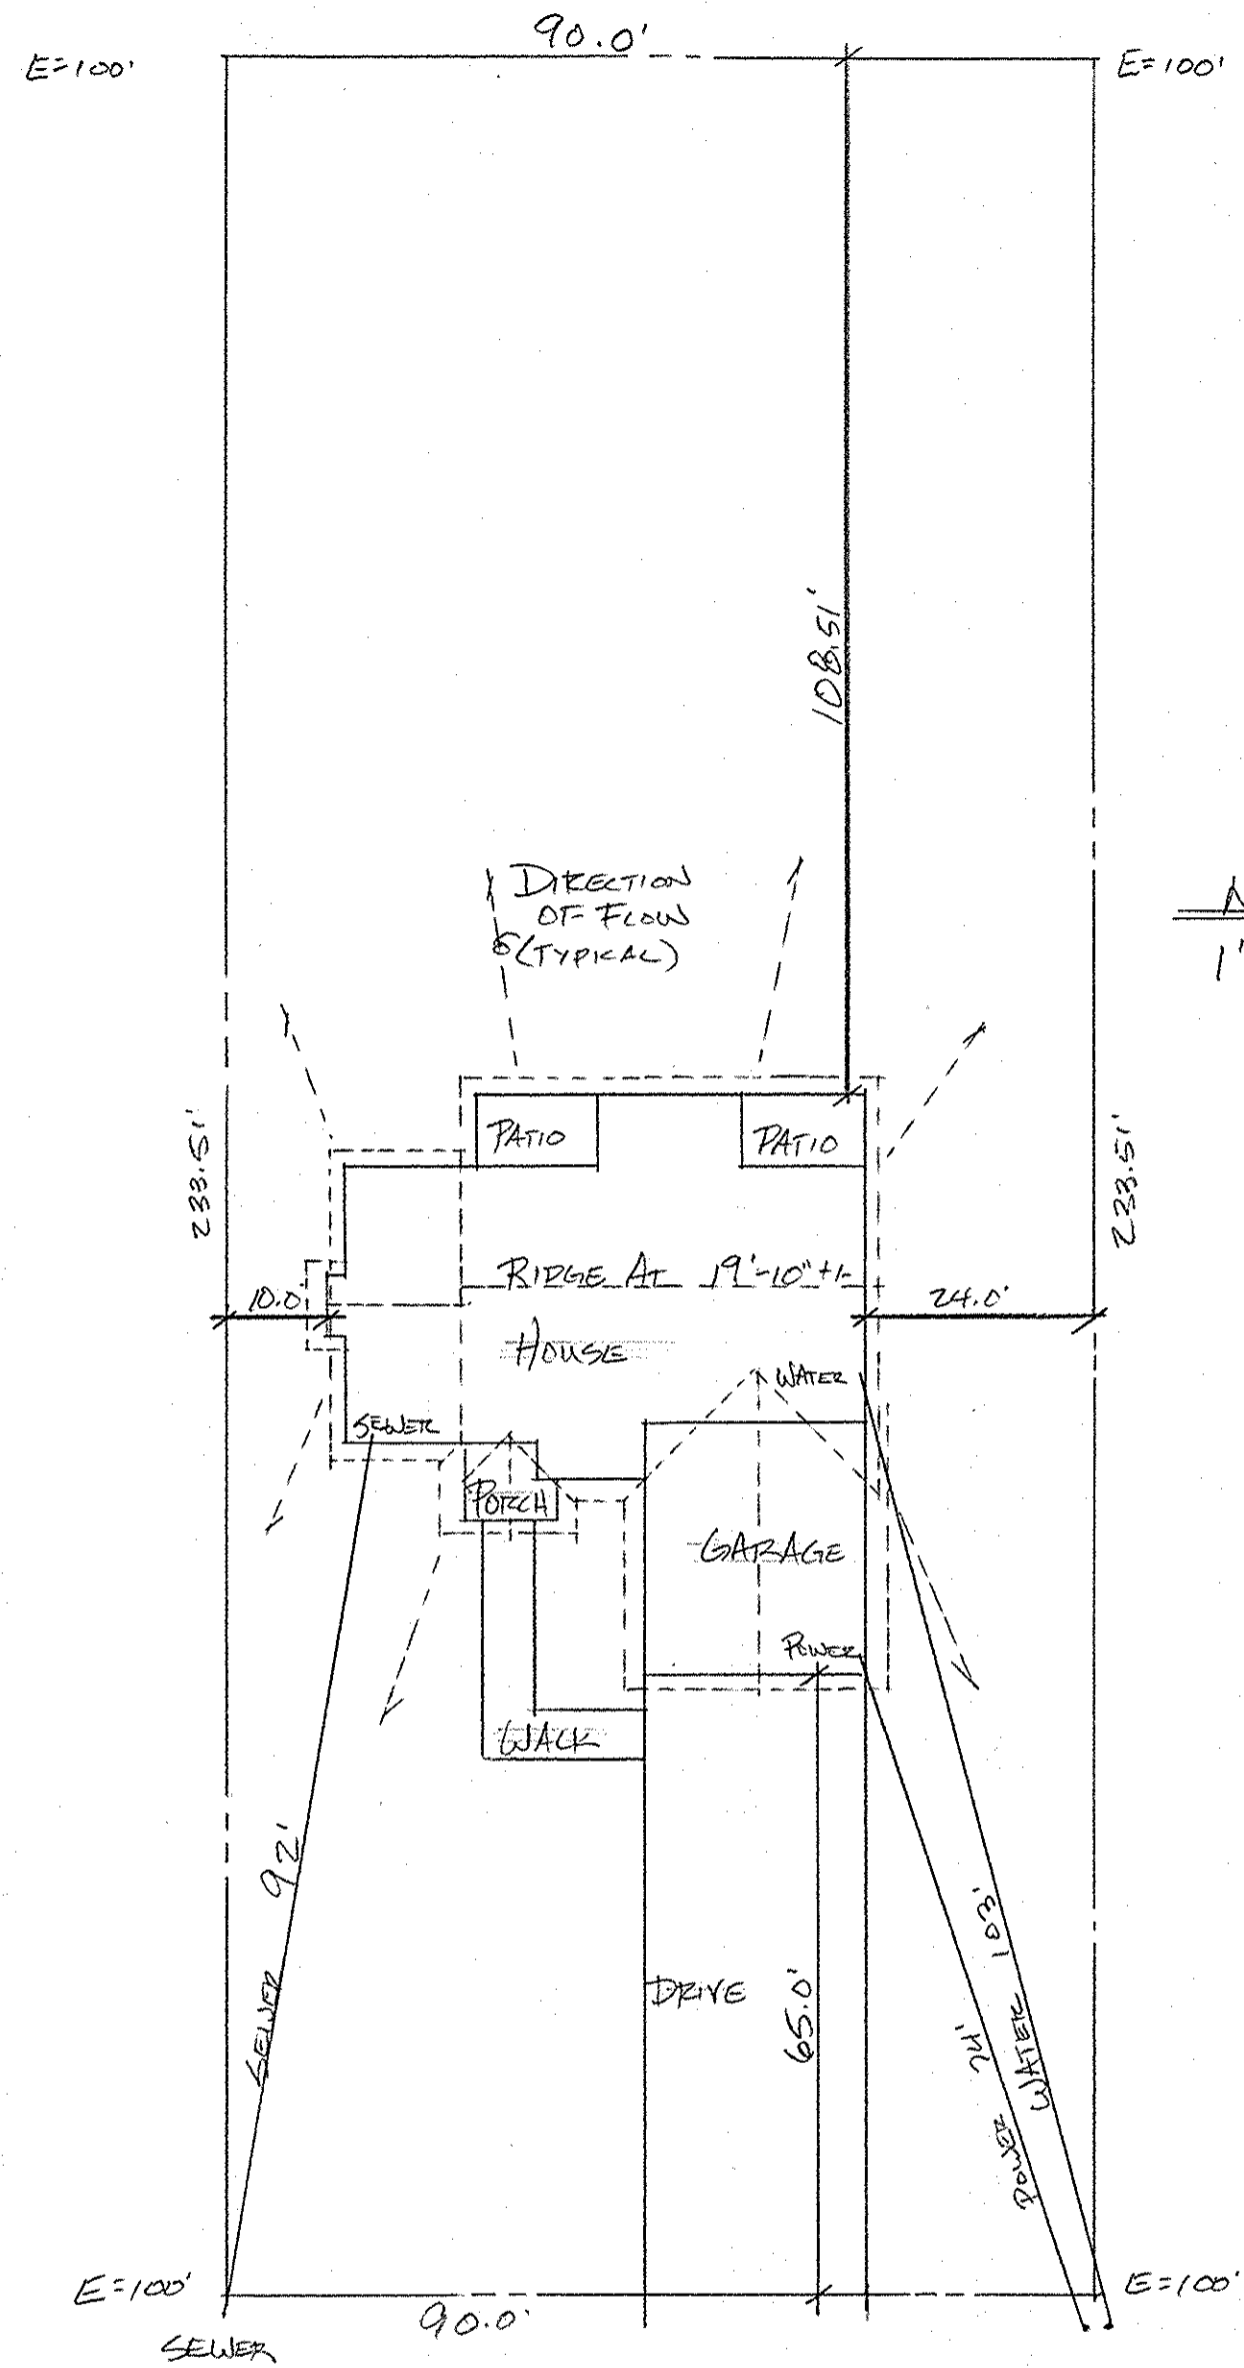 90.0'
E=100'
E=100'
108.51'
DIRECTION
OF FLOW
(TYPICAL)
1'
233.51'
233.51'
PATIO
PATIO
RIDGE AT 19'-10" +/-
10.0'
24.0'
HOUSE
WATER
SEWER
PORCH
GARAGE
POWER
WALK
SEWER 92'
DRIVE
65.0'
POWER 74'
WATER 103'
E=100'
E=100'
90.0'
SEWER